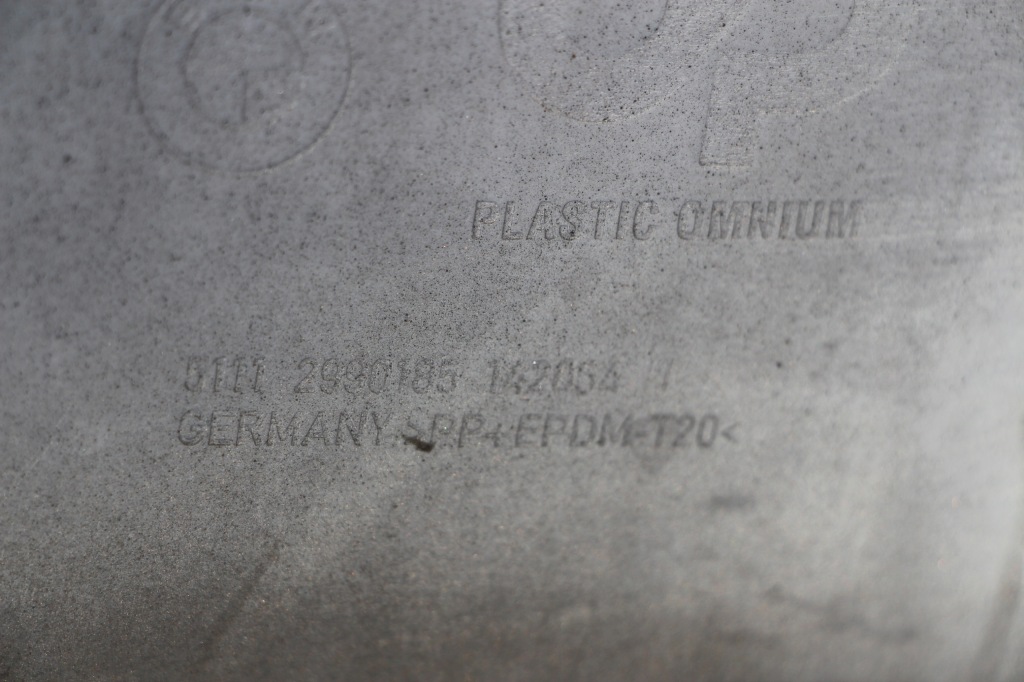 PLASTIC OMNIUM
5111 2990185 142054
GERMANY >PP+EPDM-T20<